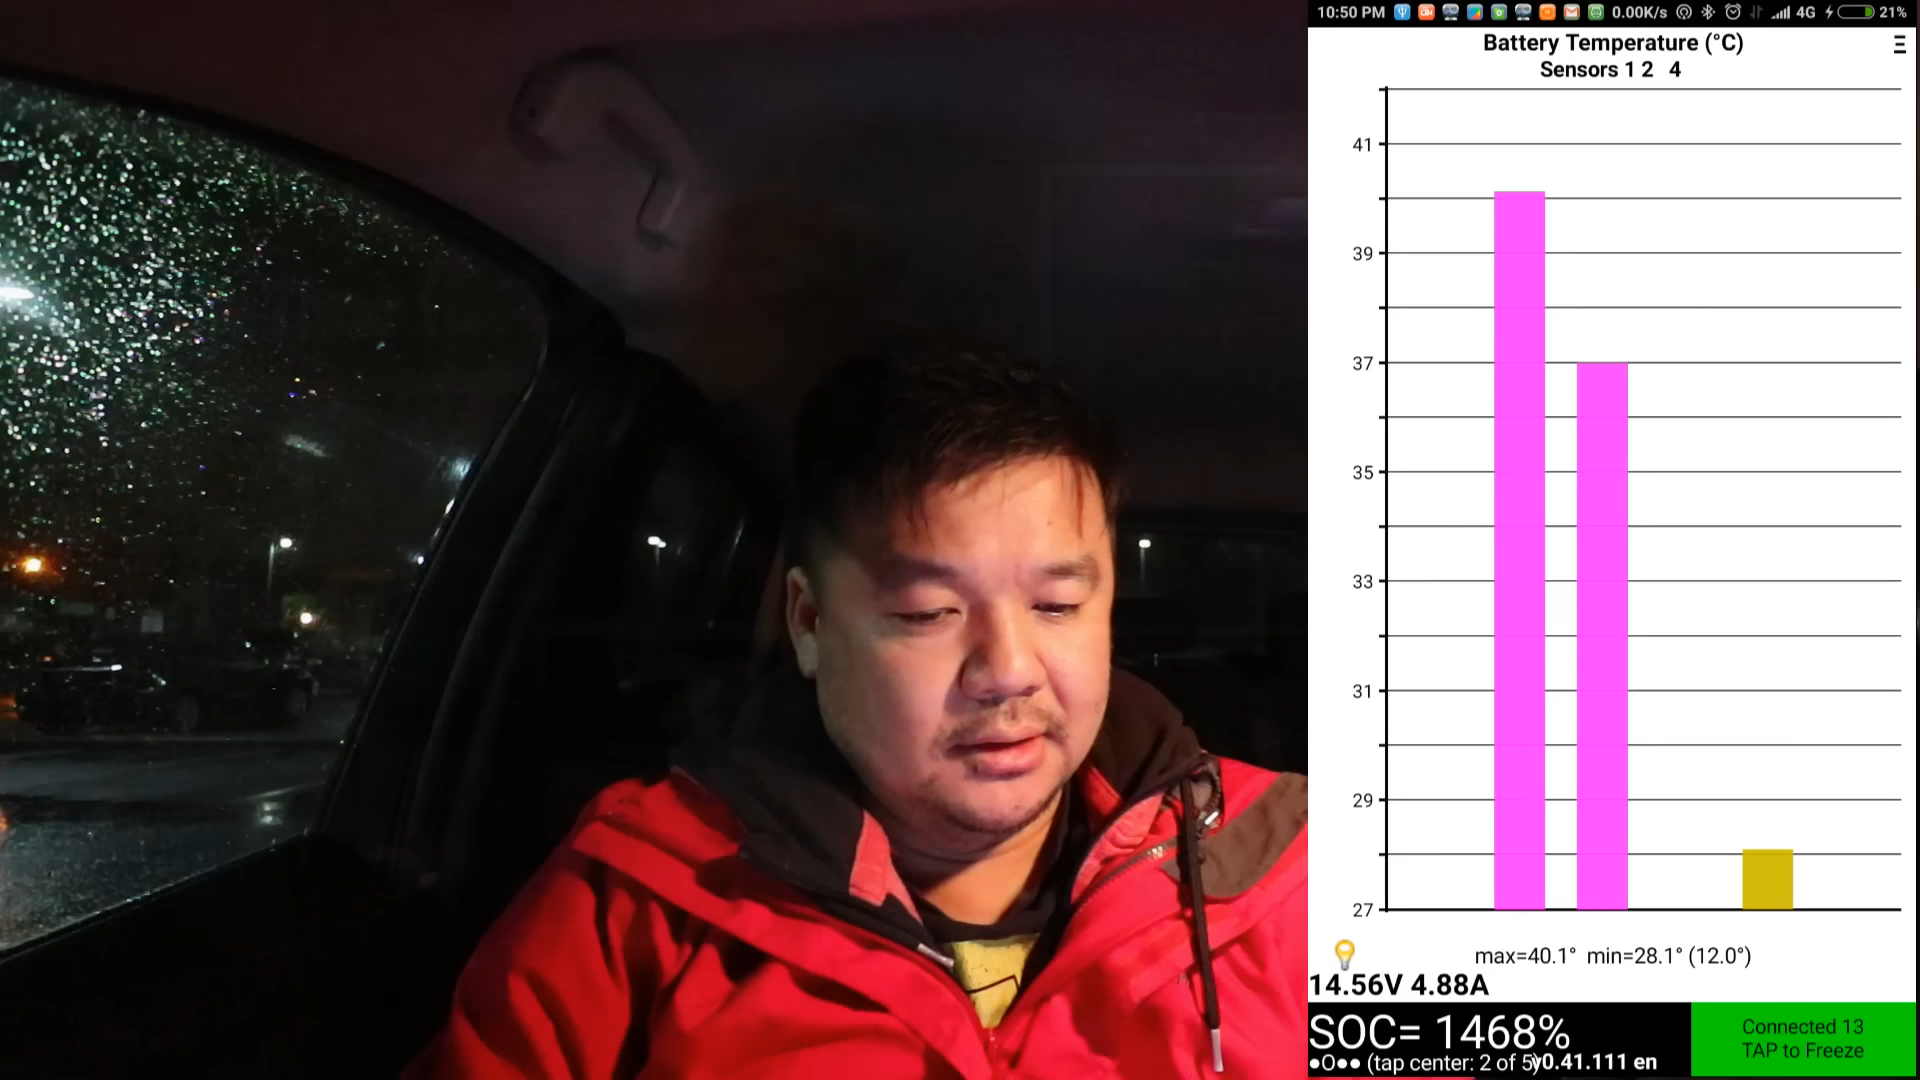 10:50 PM 0.00K/s 4G 21%
Battery Temperature (°C)
Sensors 1 2 4
41
39
37
35
33
31
29
27
max=40.1° min=28.1° (12.0°)
14.56V 4.88A
SOC= 1468%
●O●● (tap center: 2 of 5)
v0.41.111 en
Connected 13
TAP to Freeze